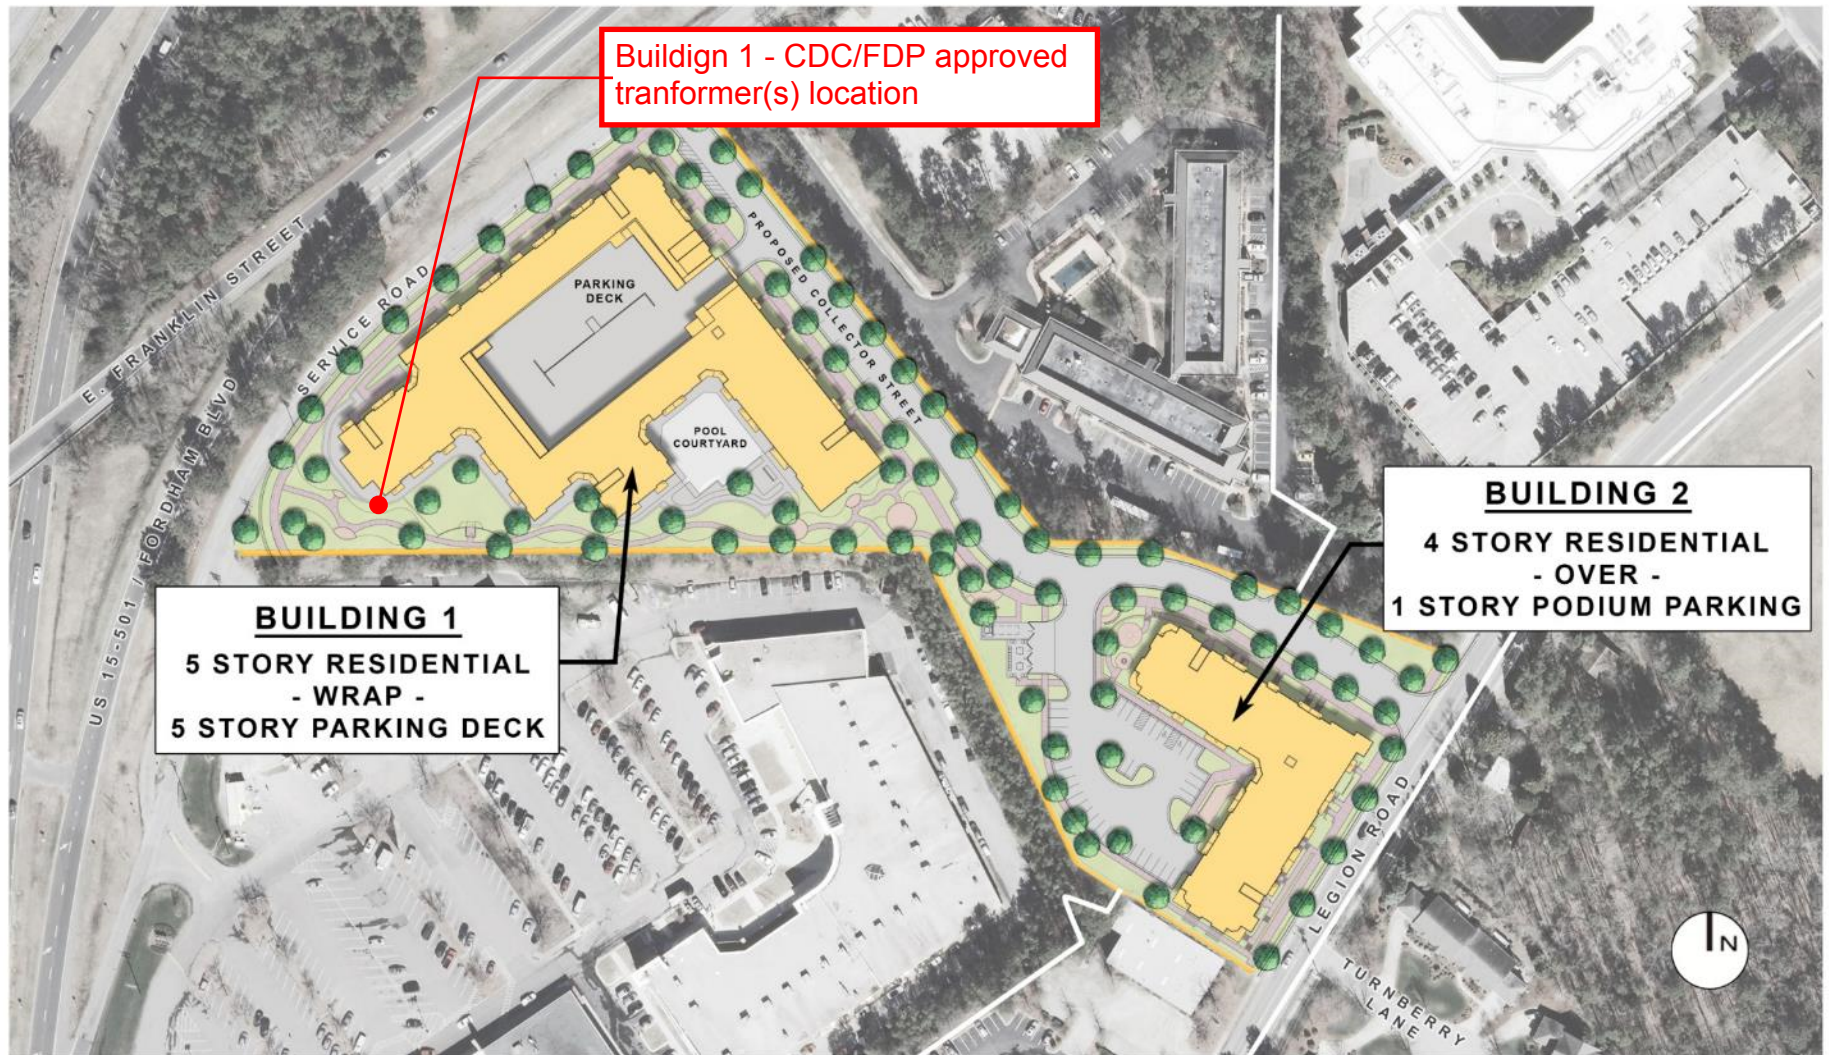 Buildign 1 - CDC/FDP approved
tranformer(s) location
E. FRANKLIN STREET
SERVICE ROAD
US 15-501 / FORDHAM BLVD
PARKING
DECK
PROPOSED COLLECTOR STREET
POOL
COURTYARD
BUILDING 1
5 STORY RESIDENTIAL
- WRAP -
5 STORY PARKING DECK
BUILDING 2
4 STORY RESIDENTIAL
- OVER -
1 STORY PODIUM PARKING
LEGION ROAD
TURNBERRY
LANE
N